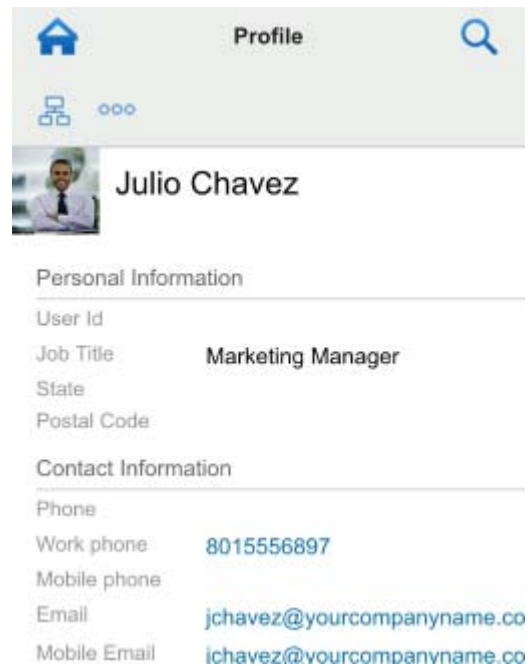 Profile
Julio Chavez
Personal Information
User Id
Job Title Marketing Manager
State
Postal Code
Contact Information
Phone
Work phone 8015556897
Mobile phone
Email jchavez@yourcompanyname.co
Mobile Email jchavez@yourcompanyname.co